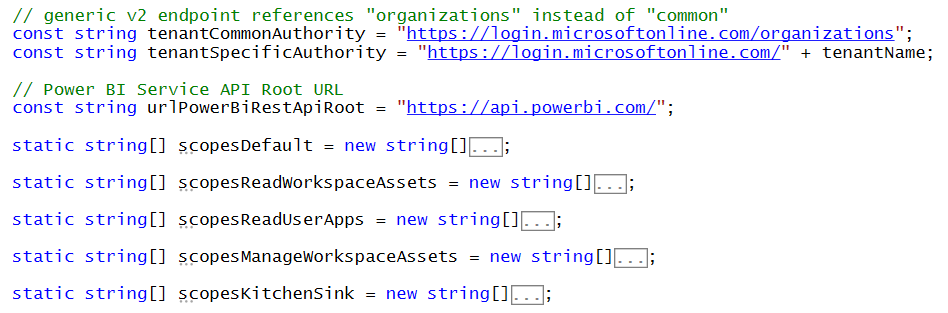 // generic v2 endpoint references "organizations" instead of "common"
const string tenantCommonAuthority = "https://login.microsoftonline.com/organizations";
const string tenantSpecificAuthority = "https://login.microsoftonline.com/" + tenantName;
// Power BI Service API Root URL
const string urlPowerBiRestApiRoot = "https://api.powerbi.com/";
static string[] scopesDefault = new string[]...;
static string[] scopesReadWorkspaceAssets = new string[]...;
static string[] scopesReadUserApps = new string[]...;
static string[] scopesManageWorkspaceAssets = new string[]...;
static string[] scopesKitchenSink = new string[]...;